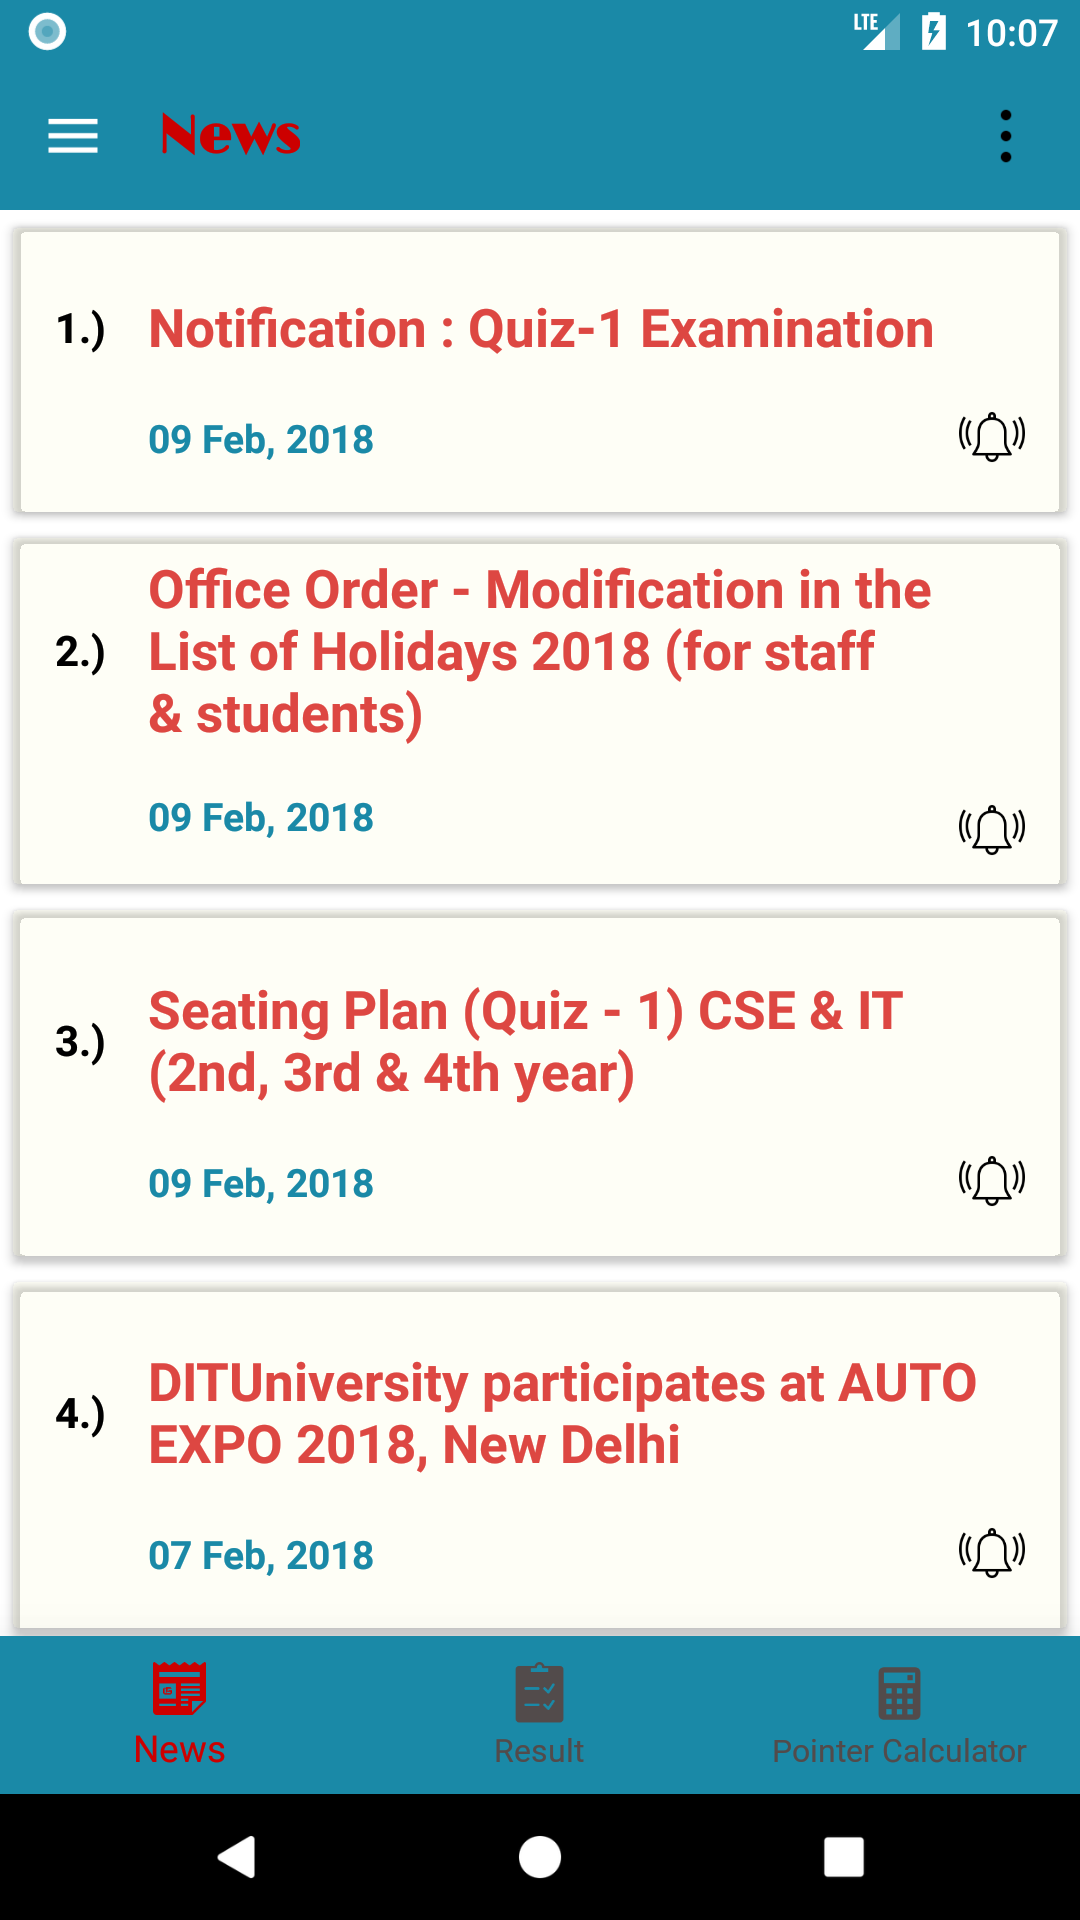 LTE 10:07
News
1.) Notification : Quiz-1 Examination
09 Feb, 2018
Office Order - Modification in the
2.) List of Holidays 2018 (for staff
& students)
09 Feb, 2018
Seating Plan (Quiz - 1) CSE & IT
3.)
(2nd, 3rd & 4th year)
09 Feb, 2018
DITUniversity participates at AUTO
4.)
EXPO 2018, New Delhi
07 Feb, 2018
News Result Pointer Calculator